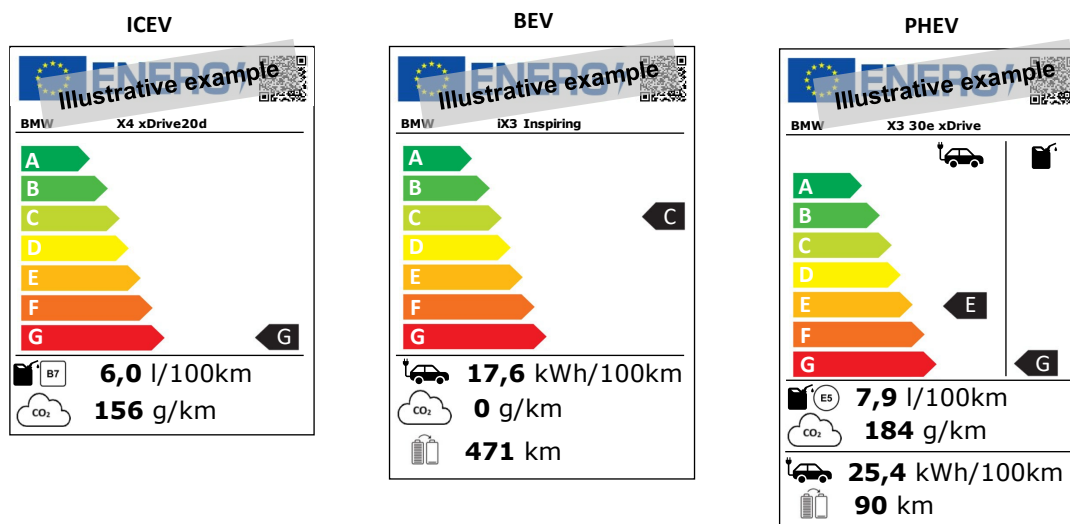 ICEV
ENERG
Illustrative example
BMW X4 xDrive20d
A
B
C
D
E
F
G
G
B7
6,0 l/100km
CO₂
156 g/km
BEV
ENERG
Illustrative example
BMW iX3 Inspiring
A
B
C
C
D
E
F
G
17,6 kWh/100km
CO₂
0 g/km
471 km
PHEV
ENERG
Illustrative example
BMW X3 30e xDrive
A
B
C
D
E
E
F
G
G
E5
7,9 l/100km
CO₂
184 g/km
25,4 kWh/100km
90 km